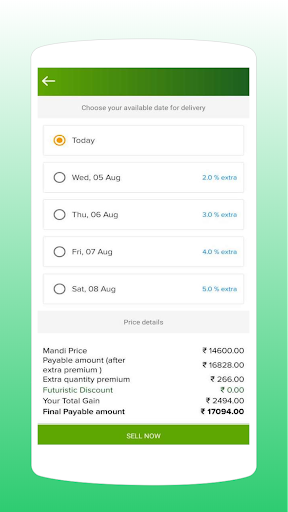 Choose your available date for delivery
Today
Wed, 05 Aug 2.0 % extra
Thu, 06 Aug 3.0 % extra
Fri, 07 Aug 4.0 % extra
Sat, 08 Aug 5.0 % extra
Price details
Mandi Price ₹ 14600.00
Payable amount (after
extra premium ) ₹ 16828.00
Extra quantity premium ₹ 266.00
Futuristic Discount ₹ 0.00
Your Total Gain ₹ 2494.00
Final Payable amount ₹ 17094.00
SELL NOW